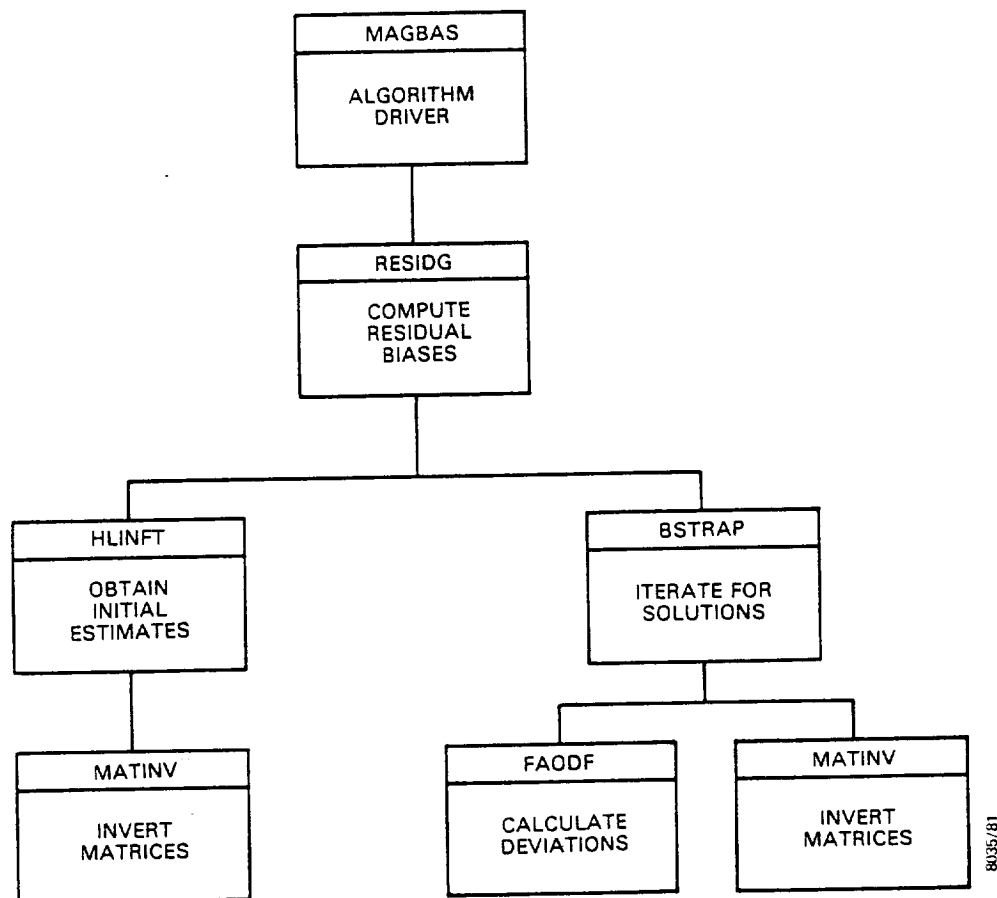 MAGBAS
ALGORITHM
DRIVER
RESIDG
COMPUTE
RESIDUAL
BIASES
HLINFT
OBTAIN
INITIAL
ESTIMATES
BSTRAP
ITERATE FOR
SOLUTIONS
MATINV
INVERT
MATRICES
FAODF
CALCULATE
DEVIATIONS
MATINV
INVERT
MATRICES
8035/81